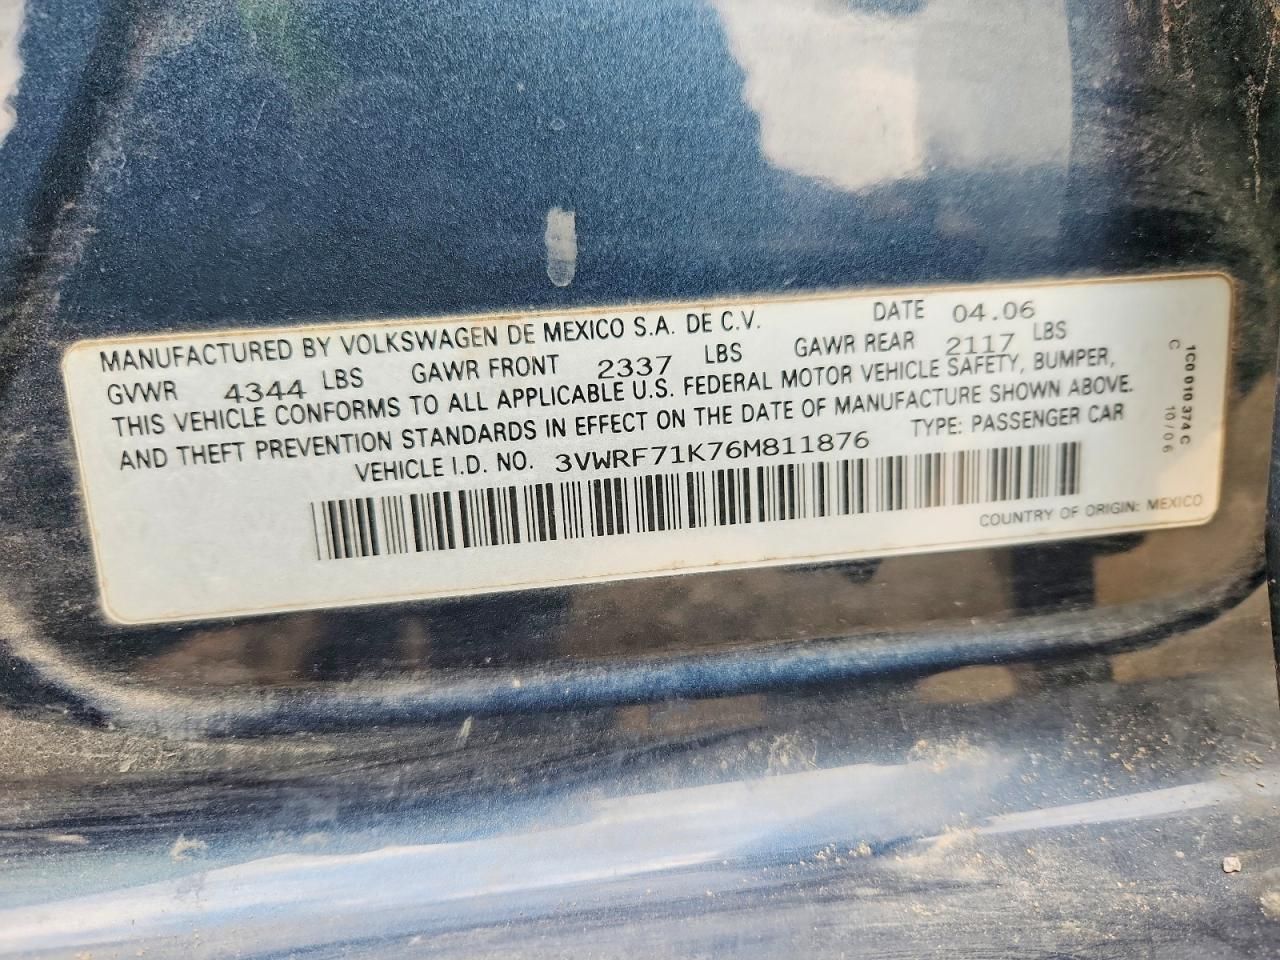 MANUFACTURED BY VOLKSWAGEN DE MEXICO S.A. DE C.V. DATE 04.06
GVWR 4344 LBS GAWR FRONT 2337 LBS GAWR REAR 2117 LBS
THIS VEHICLE CONFORMS TO ALL APPLICABLE U.S. FEDERAL MOTOR VEHICLE SAFETY, BUMPER,
AND THEFT PREVENTION STANDARDS IN EFFECT ON THE DATE OF MANUFACTURE SHOWN ABOVE.
VEHICLE I.D. NO. 3VWRF71K76M811876 TYPE: PASSENGER CAR
COUNTRY OF ORIGIN: MEXICO
1C0 010 374 C
C 10/06